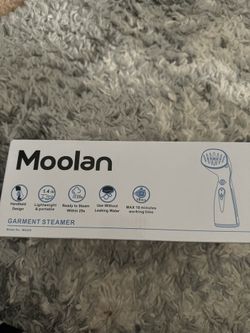 Moolan
Handheld Design
Lightweight & portable
Ready to Steam Within 25s
Use Without Leaking Water
MAX 15 minutes working time
GARMENT STEAMER